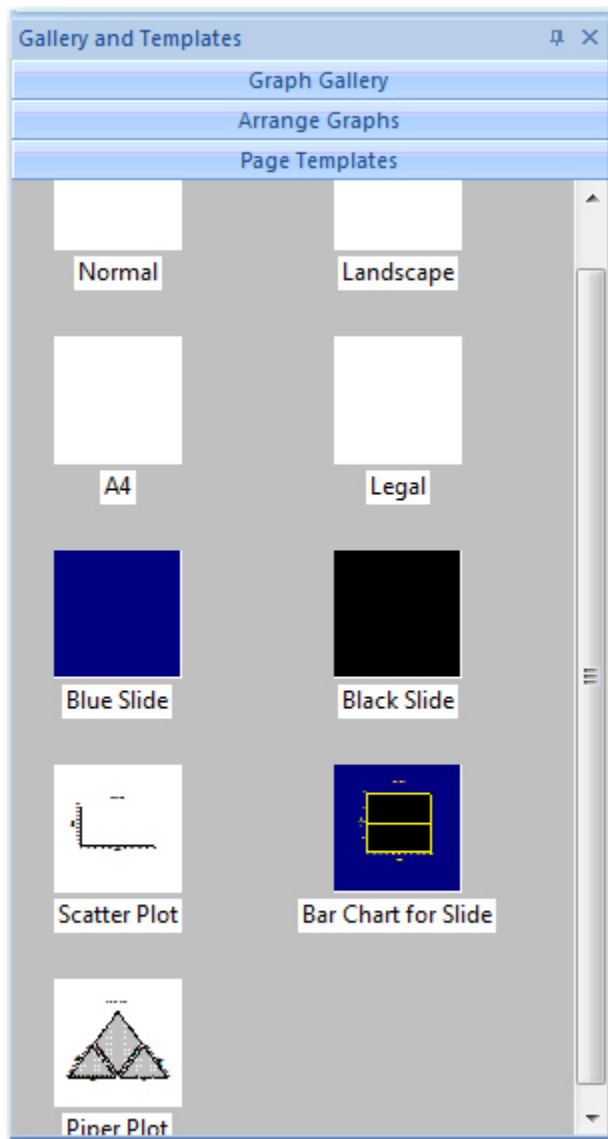 Gallery and Templates
Graph Gallery
Arrange Graphs
Page Templates
Normal
Landscape
A4
Legal
Blue Slide
Black Slide
Scatter Plot
Bar Chart for Slide
Piper Plot